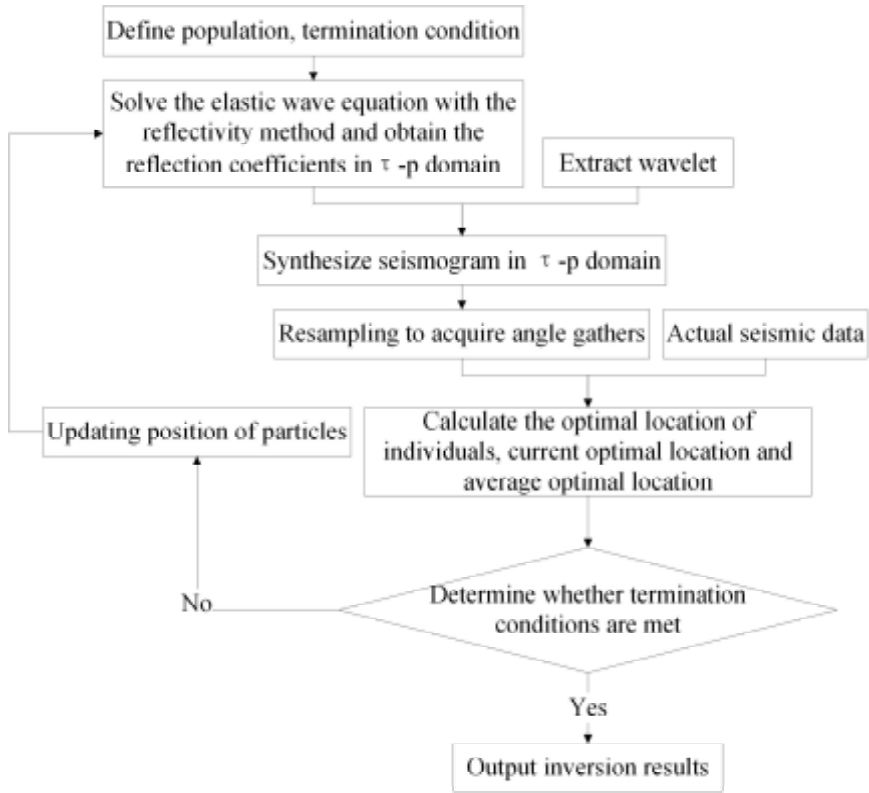 Define population, termination condition
Solve the elastic wave equation with the
reflectivity method and obtain the
reflection coefficients in τ -p domain
Extract wavelet
Synthesize seismogram in τ -p domain
Resampling to acquire angle gathers
Actual seismic data
Updating position of particles
Calculate the optimal location of
individuals, current optimal location and
average optimal location
Determine whether termination
conditions are met
No
Yes
Output inversion results